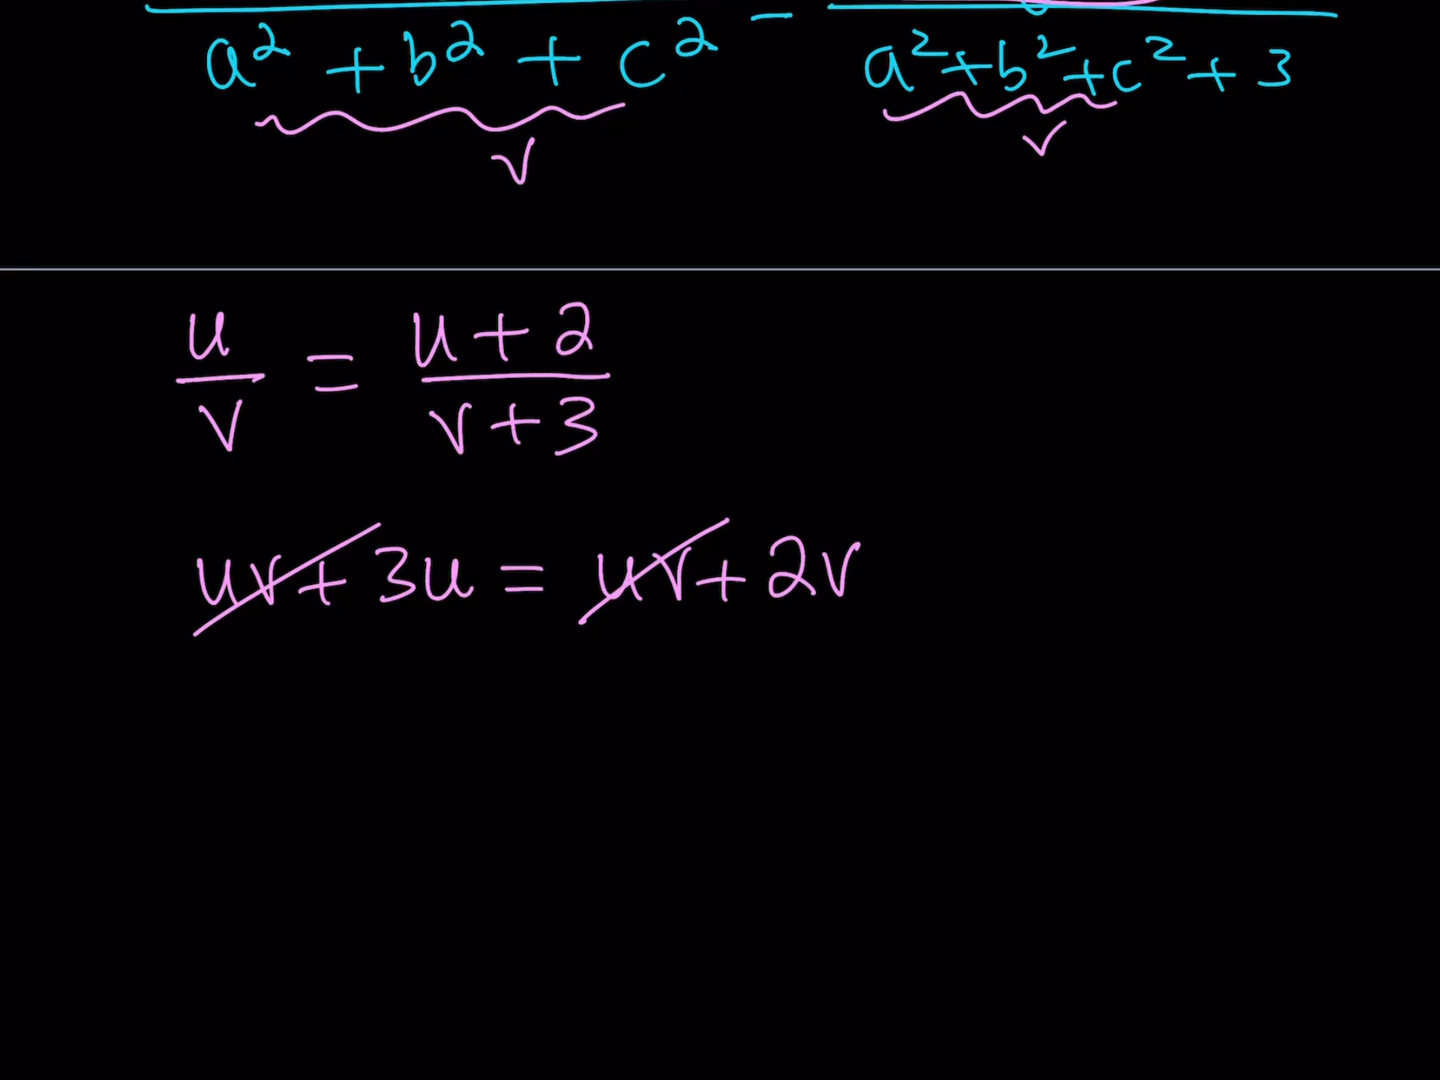 a² + b² + c² = a²+b²+c²+3
v v
u/v = (u+2)/(v+3)
uv+3u = uv+2v